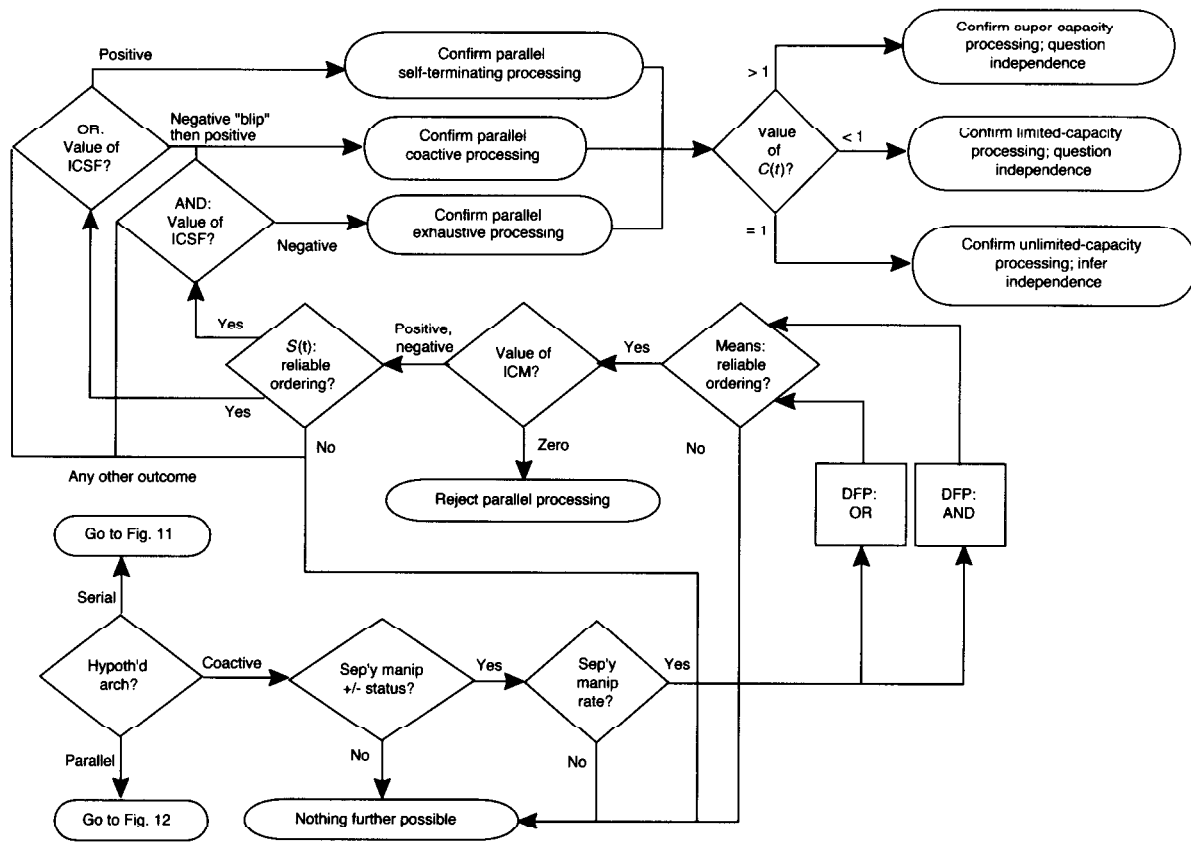 Positive
Confirm parallel
self-terminating processing
OR:
Value of
ICSF?
Negative "blip"
then positive
Confirm parallel
coactive processing
AND:
Value of
ICSF?
Negative
Confirm parallel
exhaustive processing
> 1
Value
of
C(t)?
< 1
= 1
Confirm super capacity
processing; question
independence
Confirm limited-capacity
processing; question
independence
Confirm unlimited-capacity
processing; infer
independence
Yes
S(t):
reliable
ordering?
Yes
No
Positive,
negative
Value of
ICM?
Zero
Yes
Means:
reliable
ordering?
No
Any other outcome
Reject parallel processing
DFP:
OR
DFP:
AND
Go to Fig. 11
Serial
Hypoth'd
arch?
Coactive
Sep'y manip
+/- status?
Yes
Sep'y
manip
rate?
Yes
Parallel
No
No
Go to Fig. 12
Nothing further possible